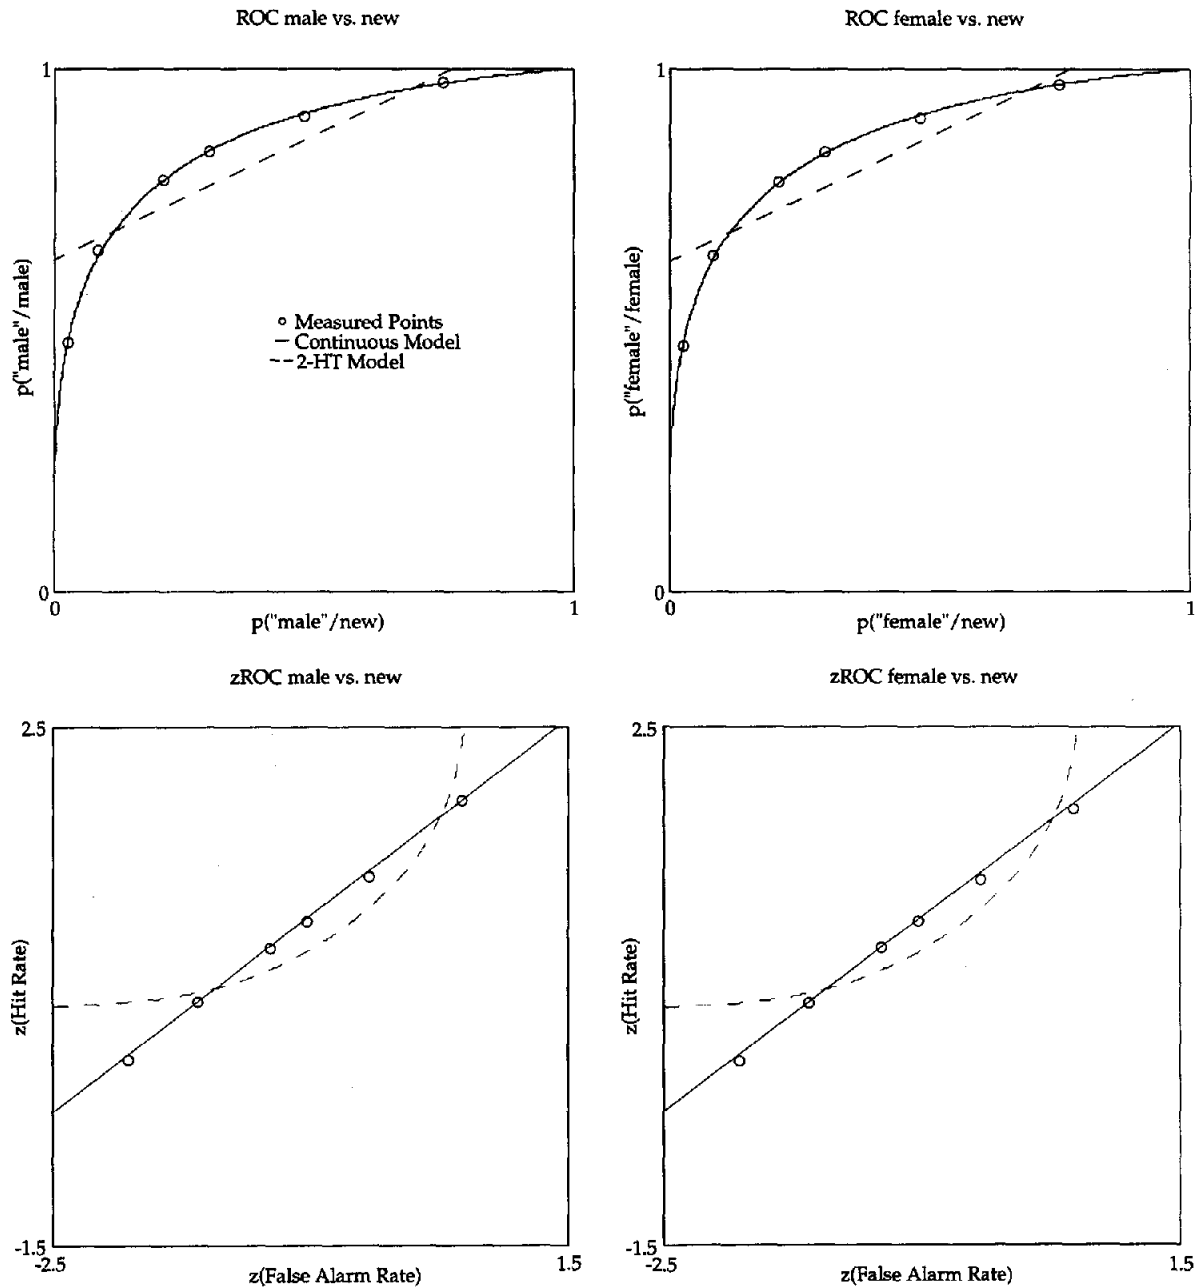 ROC male vs. new
1
p("male"/male)
o Measured Points
— Continuous Model
-- 2-HT Model
0
0
1
p("male"/new)
ROC female vs. new
1
p("female"/female)
0
0
1
p("female"/new)
zROC male vs. new
2.5
z(Hit Rate)
-1.5
-2.5
1.5
z(False Alarm Rate)
zROC female vs. new
2.5
z(Hit Rate)
-1.5
-2.5
1.5
z(False Alarm Rate)